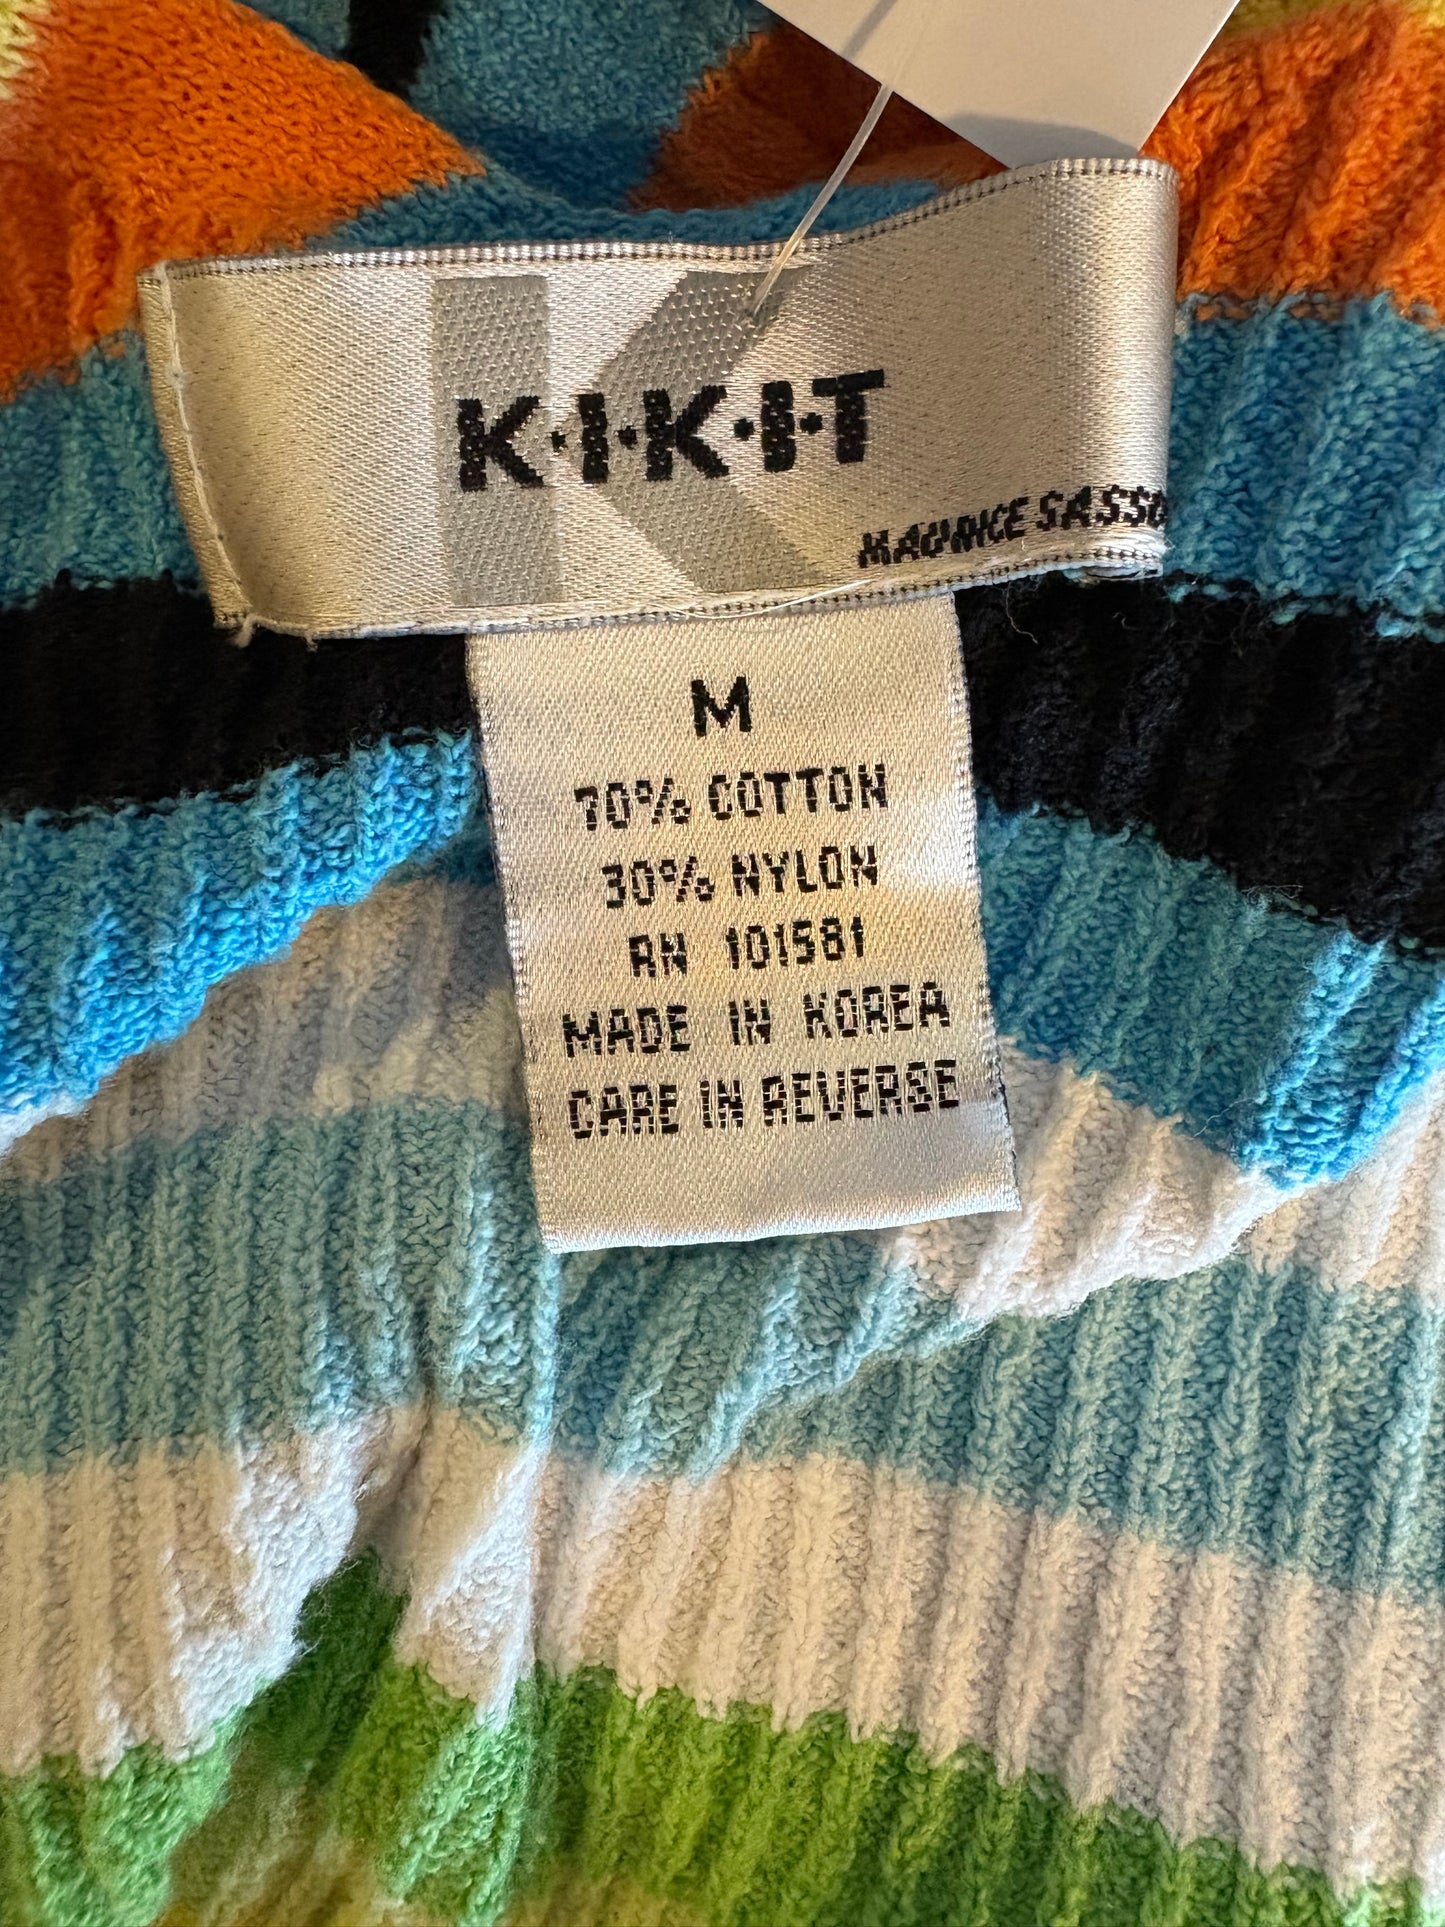 K·I·K·I·T
MAURICE SASSO
M
70% COTTON
30% NYLON
RN 101581
MADE IN KOREA
CARE IN REVERSE